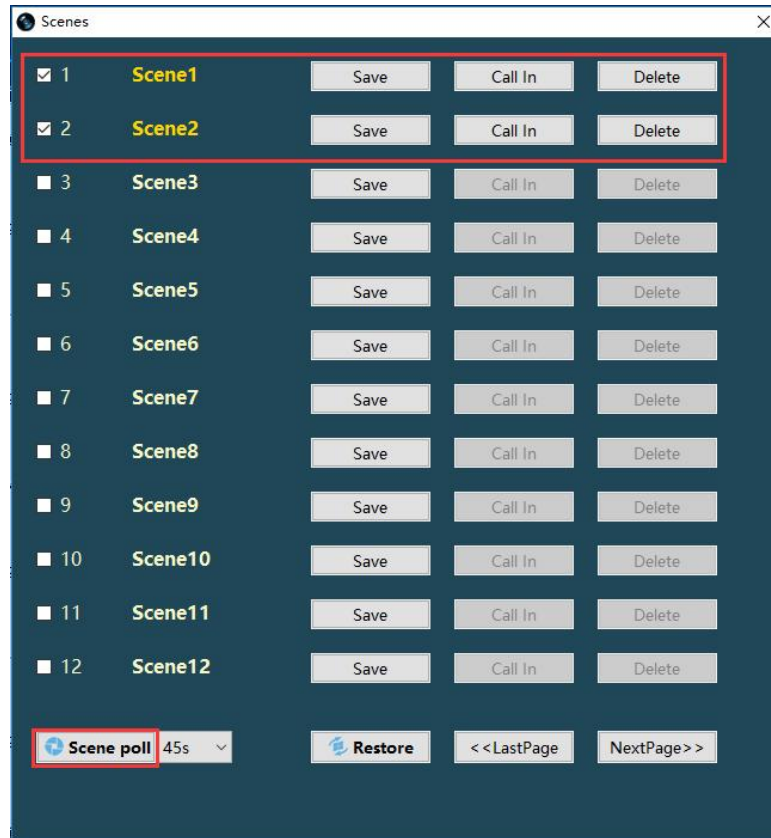 Scenes
1 Scene1 Save Call In Delete
2 Scene2 Save Call In Delete
3 Scene3 Save Call In Delete
4 Scene4 Save Call In Delete
5 Scene5 Save Call In Delete
6 Scene6 Save Call In Delete
7 Scene7 Save Call In Delete
8 Scene8 Save Call In Delete
9 Scene9 Save Call In Delete
10 Scene10 Save Call In Delete
11 Scene11 Save Call In Delete
12 Scene12 Save Call In Delete
Scene poll 45s Restore <<LastPage NextPage>>